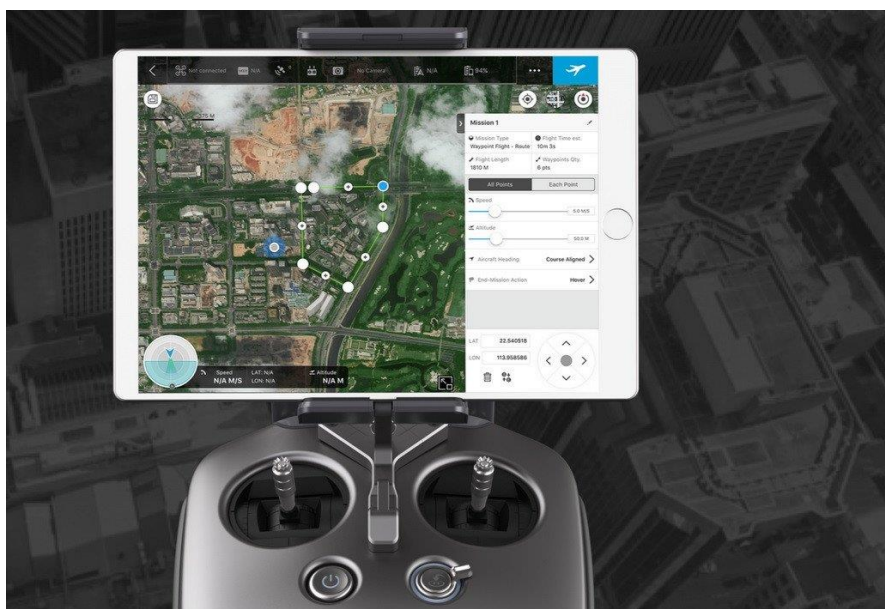 Not connected
N/A
No Camera
N/A
94%
375 M
Mission 1
Mission Type
Waypoint Flight - Route
Flight Time est.
10m 3s
Flight Length
1810 M
Waypoints Qty.
6 pts
All Points
Each Point
Speed
5.0 M/S
Altitude
50.0 M
Aircraft Heading
Course Aligned
End-Mission Action
Hover
LAT
22.540518
LON
113.958586
Speed
N/A M/S
LAT: N/A
LON: N/A
Altitude
N/A M